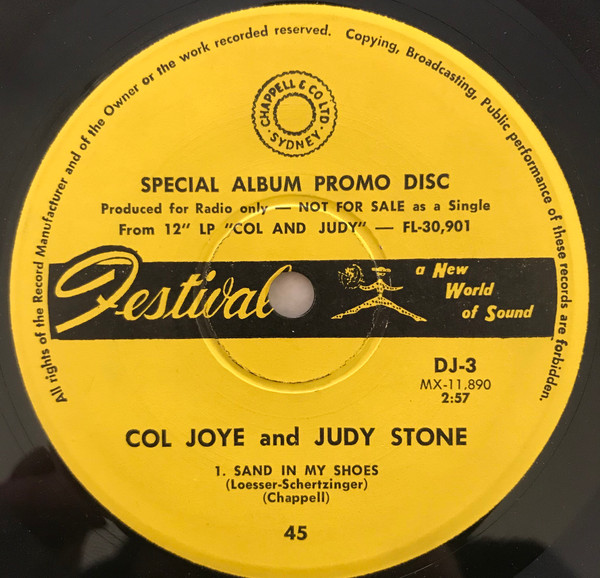 All rights of the Record Manufacturer and of the Owner or the work recorded reserved. Copying, Broadcasting, Public performance of these records are forbidden.
CHAPPELL & CO LTD
· SYDNEY ·
SPECIAL ALBUM PROMO DISC
Produced for Radio only — NOT FOR SALE as a Single
From 12" LP "COL AND JUDY" — FL-30,901
Festival
a New
World
of Sound
DJ-3
MX-11,890
2:57
COL JOYE and JUDY STONE
1. SAND IN MY SHOES
(Loesser-Schertzinger)
(Chappell)
45